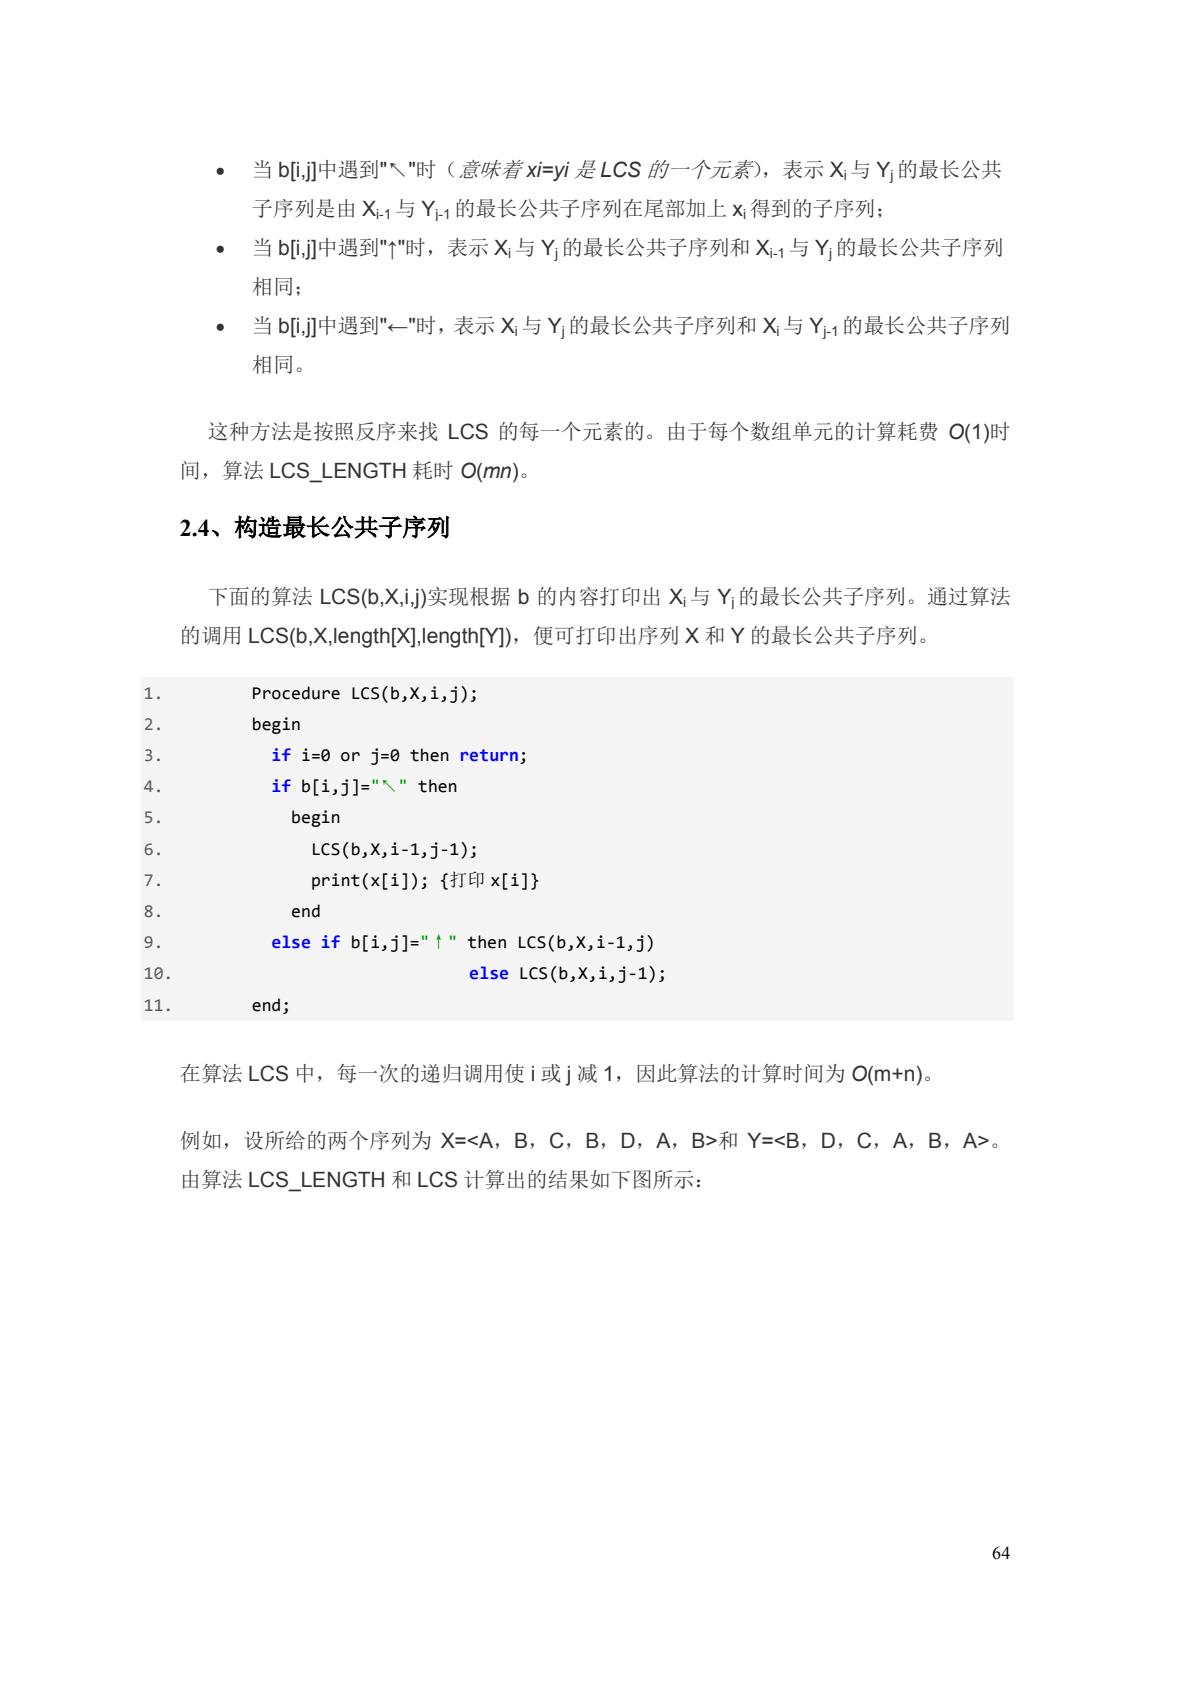 • 当 b[i,j]中遇到"↖"时（意味着 xi=yi 是 LCS 的一个元素），表示 Xi 与 Yj 的最长公共
子序列是由 Xi-1 与 Yj-1 的最长公共子序列在尾部加上 xi 得到的子序列；
• 当 b[i,j]中遇到"↑"时，表示 Xi 与 Yj 的最长公共子序列和 Xi-1 与 Yj 的最长公共子序列
相同；
• 当 b[i,j]中遇到"←"时，表示 Xi 与 Yj 的最长公共子序列和 Xi 与 Yj-1 的最长公共子序列
相同。
这种方法是按照反序来找 LCS 的每一个元素的。由于每个数组单元的计算耗费 O(1)时
间，算法 LCS_LENGTH 耗时 O(mn)。
2.4、构造最长公共子序列
下面的算法 LCS(b,X,i,j)实现根据 b 的内容打印出 Xi 与 Yj 的最长公共子序列。通过算法
的调用 LCS(b,X,length[X],length[Y])，便可打印出序列 X 和 Y 的最长公共子序列。
1. Procedure LCS(b,X,i,j);
2. begin
3. if i=0 or j=0 then return;
4. if b[i,j]="↖" then
5. begin
6. LCS(b,X,i-1,j-1);
7. print(x[i]); {打印 x[i]}
8. end
9. else if b[i,j]="↑" then LCS(b,X,i-1,j)
10. else LCS(b,X,i,j-1);
11. end;
在算法 LCS 中，每一次的递归调用使 i 或 j 减 1，因此算法的计算时间为 O(m+n)。
例如，设所给的两个序列为 X=<A，B，C，B，D，A，B>和 Y=<B，D，C，A，B，A>。
由算法 LCS_LENGTH 和 LCS 计算出的结果如下图所示：
64